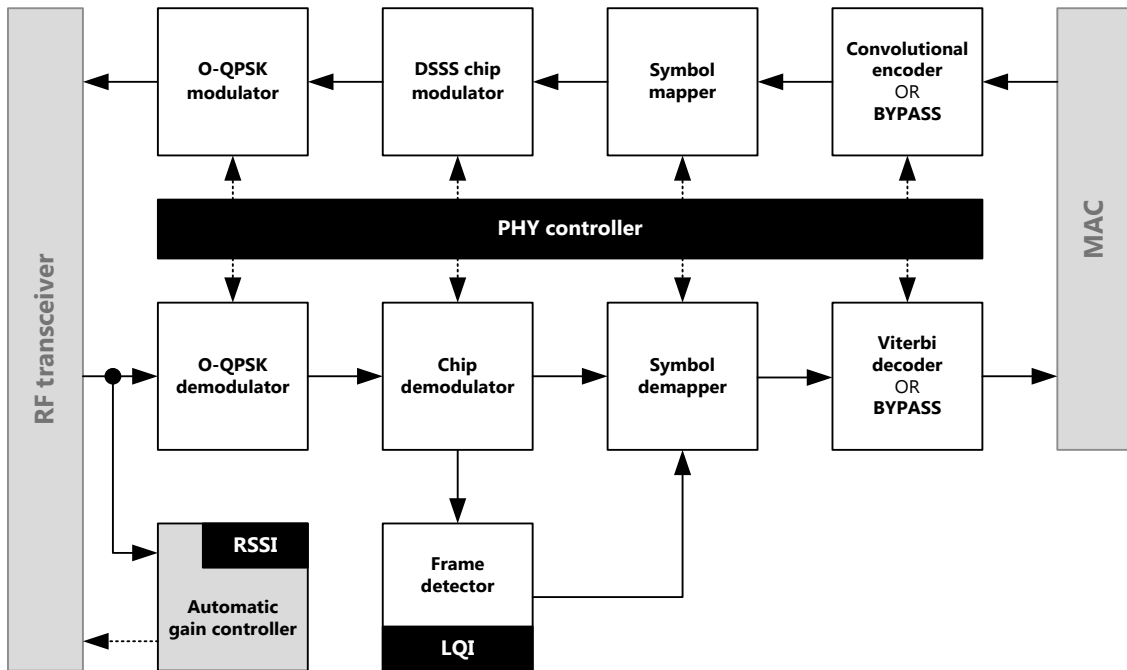 RF transceiver
O-QPSK
modulator
DSSS chip
modulator
Symbol
mapper
Convolutional
encoder
OR
BYPASS
MAC
PHY controller
O-QPSK
demodulator
Chip
demodulator
Symbol
demapper
Viterbi
decoder
OR
BYPASS
RSSI
Automatic
gain controller
Frame
detector
LQI